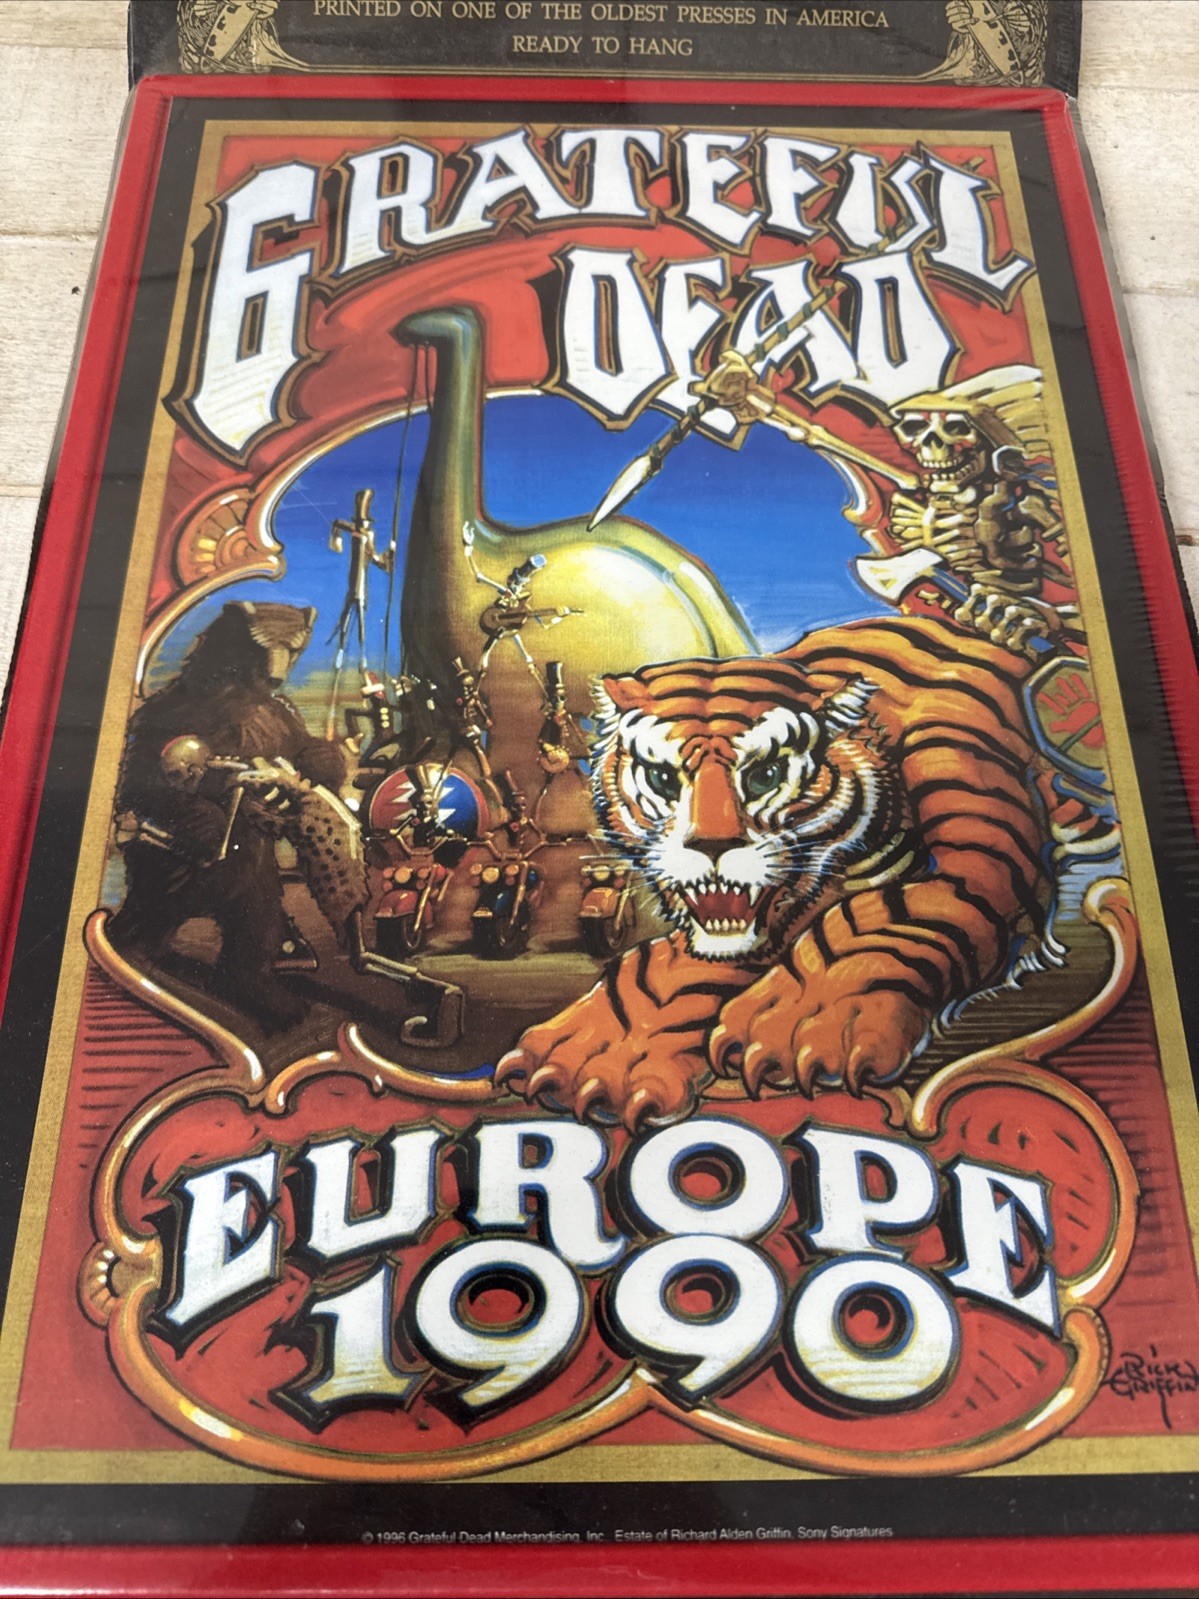 PRINTED ON ONE OF THE OLDEST PRESSES IN AMERICA
READY TO HANG
GRATEFUL
DEAD
EUROPE
1990
RICK
GRIFFIN
© 1996 Grateful Dead Merchandising, Inc. Estate of Richard Alden Griffin, Sony Signatures